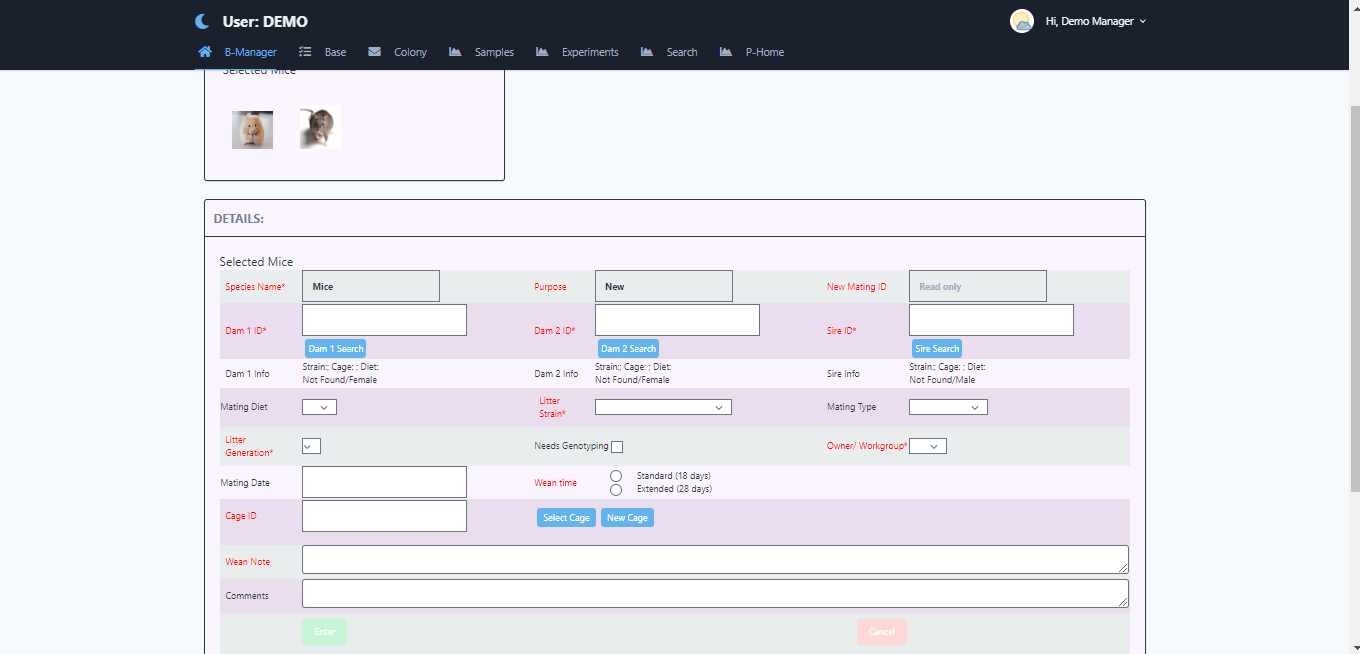 User: DEMO
Hi, Demo Manager
B-Manager Base Colony Samples Experiments Search P-Home
Selected Mice
DETAILS:
Selected Mice
Species Name* Mice Purpose New New Mating ID Read only
Dam 1 ID* Dam 2 ID* Sire ID*
Dam 1 Search Dam 2 Search Sire Search
Dam 1 Info Strain:; Cage: ; Diet: Dam 2 Info Strain:; Cage: ; Diet: Sire Info Strain:; Cage: ; Diet:
Not Found/Female Not Found/Female Not Found/Male
Mating Diet Litter Strain* Mating Type
Litter Generation* Needs Genotyping Owner/ Workgroup*
Mating Date Wean time Standard (18 days)
Extended (28 days)
Cage ID Select Cage New Cage
Wean Note
Comments
Enter Cancel